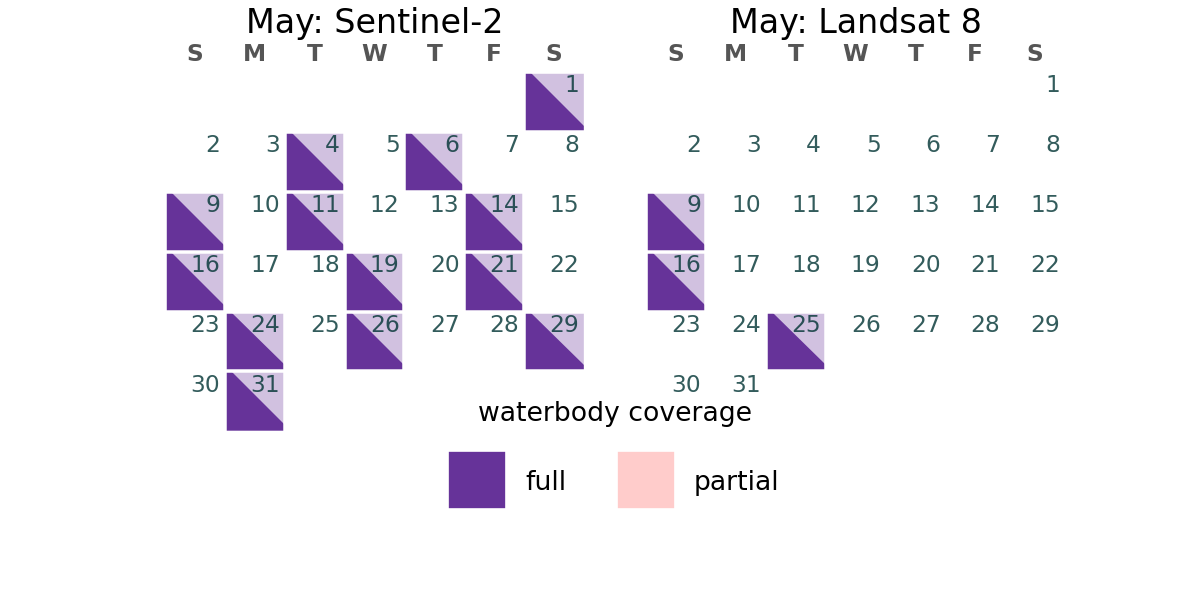 May: Sentinel-2
S M T W T F S
1
2 3 4 5 6 7 8
9 10 11 12 13 14 15
16 17 18 19 20 21 22
23 24 25 26 27 28 29
30 31
May: Landsat 8
S M T W T F S
1
2 3 4 5 6 7 8
9 10 11 12 13 14 15
16 17 18 19 20 21 22
23 24 25 26 27 28 29
30 31
waterbody coverage
full
partial